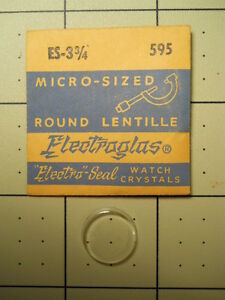 ES-3¾ 595
MICRO-SIZED
ROUND LENTILLE
Electroglas®
"Electro"-Seal WATCH CRYSTALS